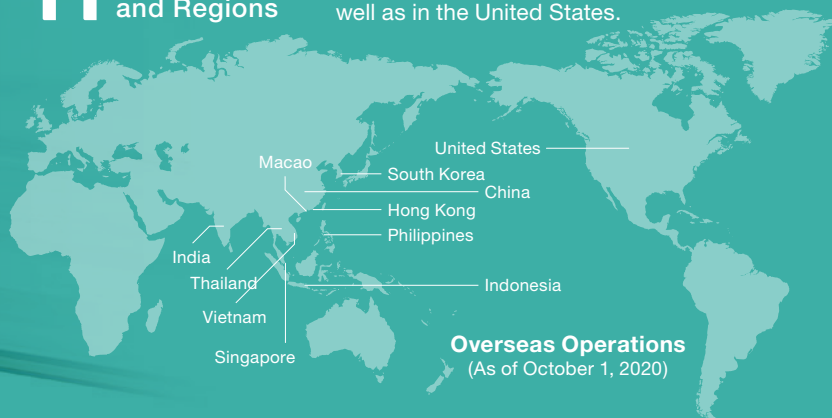 and Regions
well as in the United States.
United States
Macao
South Korea
China
Hong Kong
Philippines
India
Thailand
Indonesia
Vietnam
Singapore
Overseas Operations
(As of October 1, 2020)